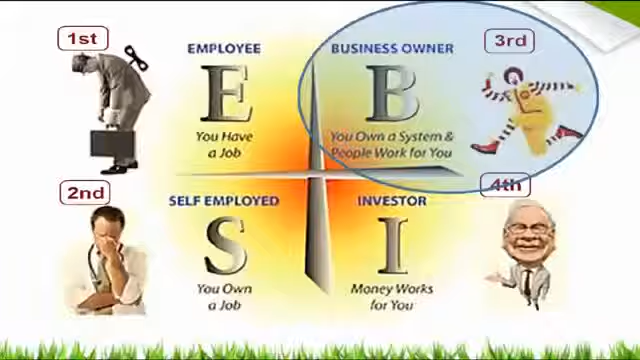 1st
EMPLOYEE
E
You Have
a Job
BUSINESS OWNER
B
You Own a System &
People Work for You
3rd
2nd
SELF EMPLOYED
S
You Own
a Job
INVESTOR
I
Money Works
for You
4th